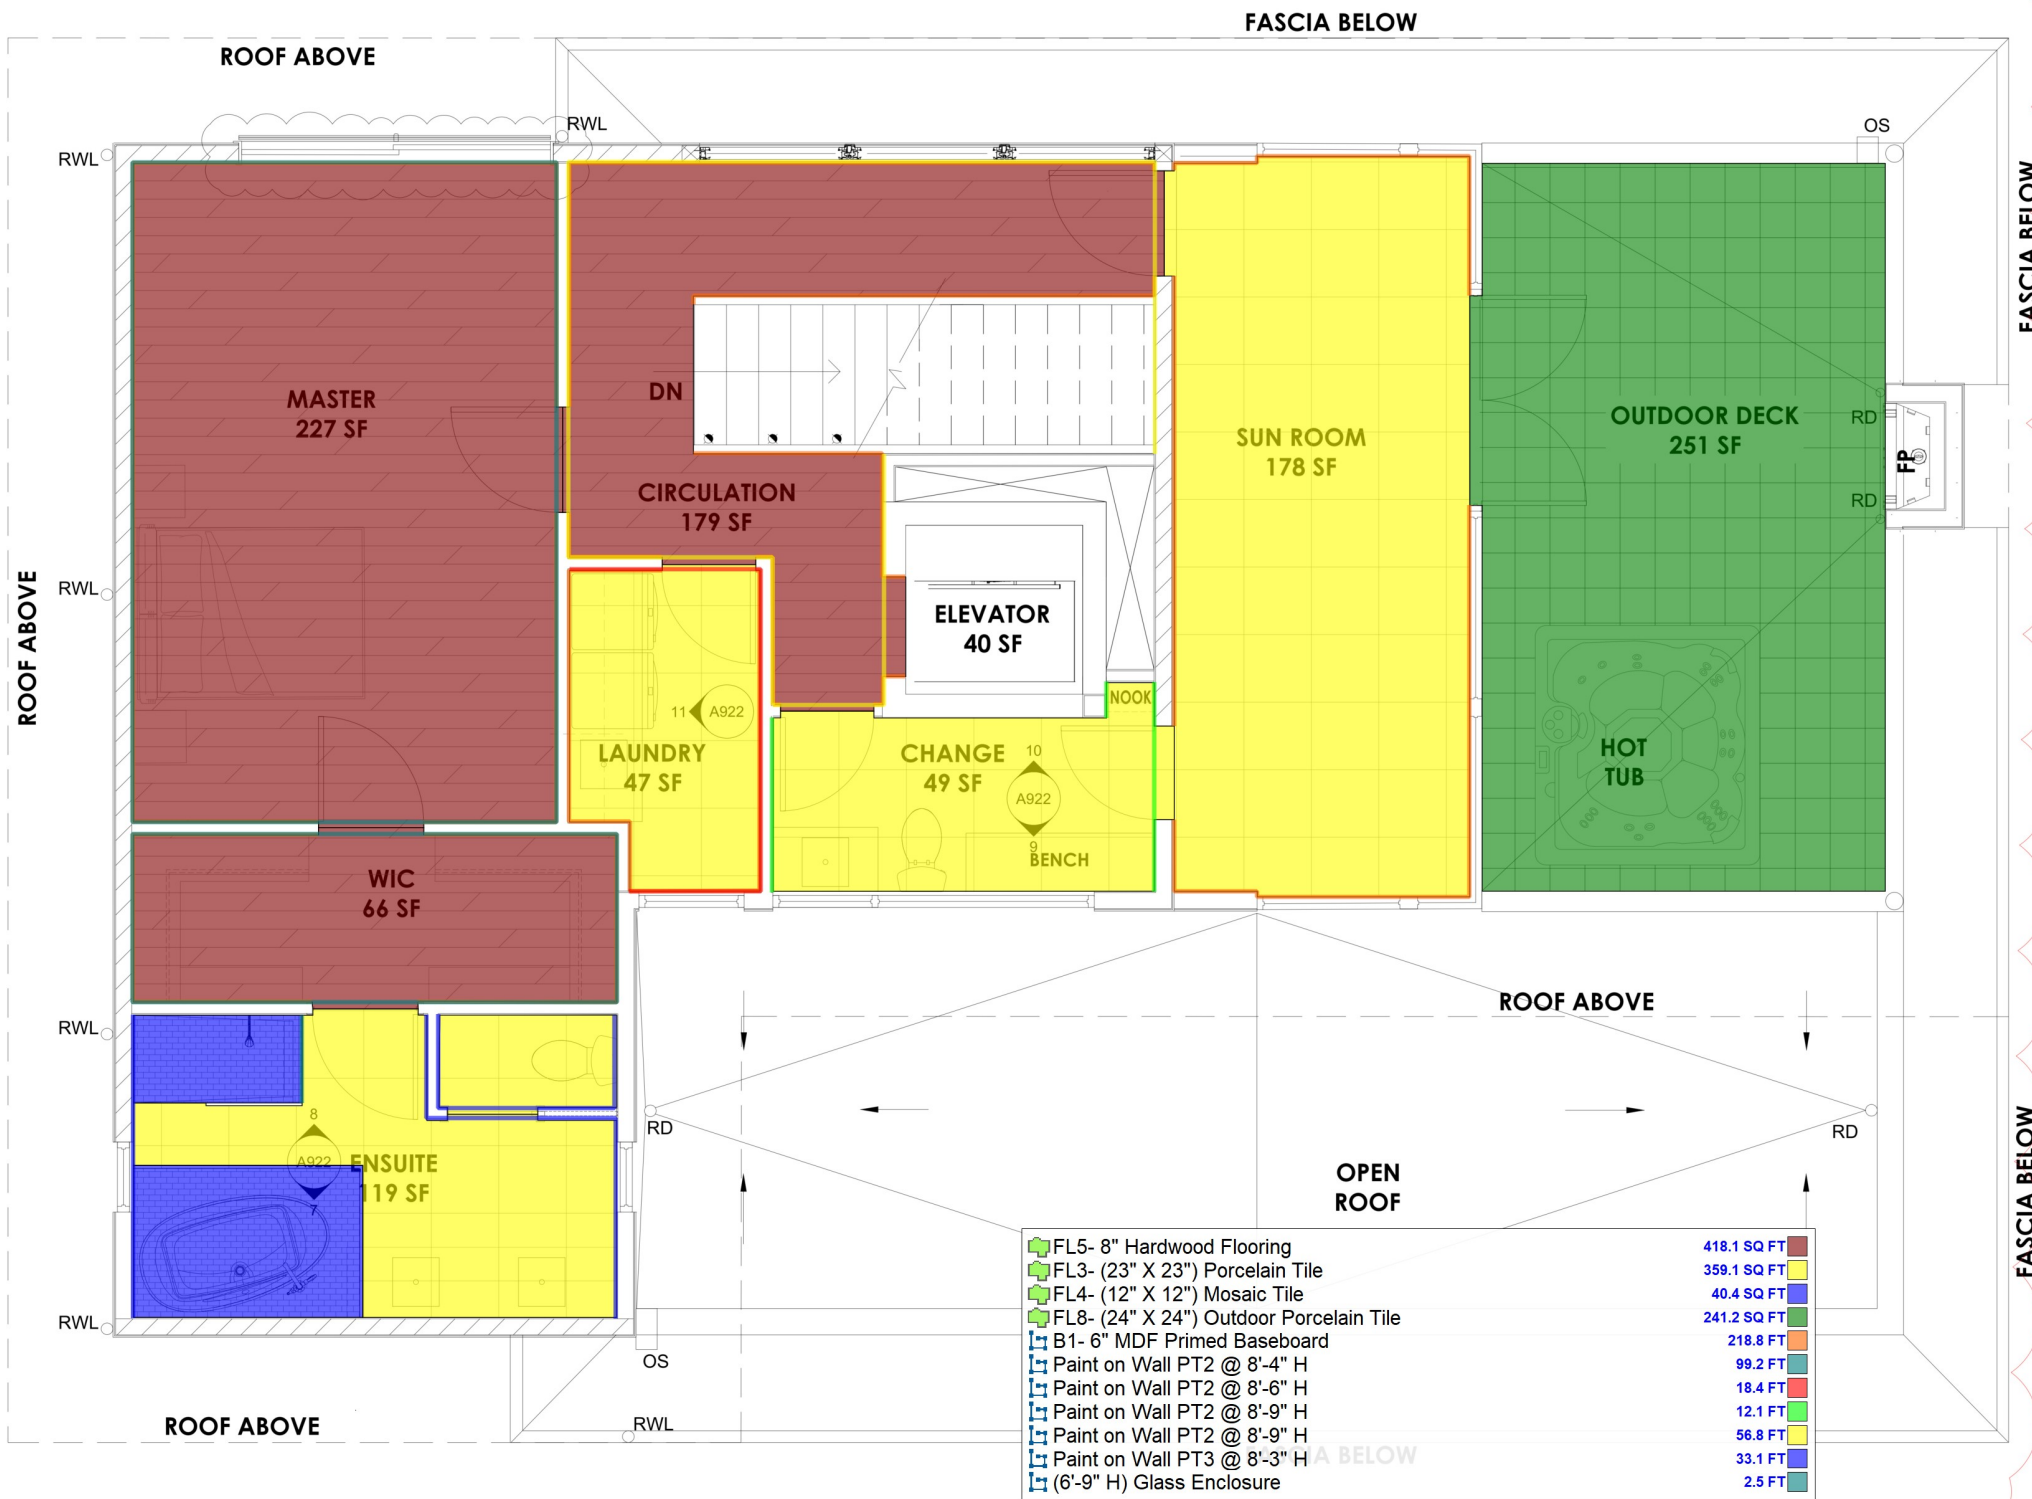 FASCIA BELOW
ROOF ABOVE
RWL
OS
RWL
FASCIA BELOW
MASTER
227 SF
DN
SUN ROOM
178 SF
OUTDOOR DECK
251 SF
RD
FP
RD
CIRCULATION
179 SF
RWL
ROOF ABOVE
ELEVATOR
40 SF
NOOK
11
A922
LAUNDRY
47 SF
CHANGE
49 SF
10
A922
9
BENCH
HOT
TUB
WIC
66 SF
ROOF ABOVE
RWL
8
A922
7
ENSUITE
119 SF
RD
RD
OPEN
ROOF
FASCIA BELOW
RWL
OS
ROOF ABOVE
RWL
FL5- 8" Hardwood Flooring 418.1 SQ FT
FL3- (23" X 23") Porcelain Tile 359.1 SQ FT
FL4- (12" X 12") Mosaic Tile 40.4 SQ FT
FL8- (24" X 24") Outdoor Porcelain Tile 241.2 SQ FT
B1- 6" MDF Primed Baseboard 218.8 FT
Paint on Wall PT2 @ 8'-4" H 99.2 FT
Paint on Wall PT2 @ 8'-6" H 18.4 FT
Paint on Wall PT2 @ 8'-9" H 12.1 FT
Paint on Wall PT2 @ 8'-9" H 56.8 FT
Paint on Wall PT3 @ 8'-3" H 33.1 FT
(6'-9" H) Glass Enclosure 2.5 FT
FASCIA BELOW